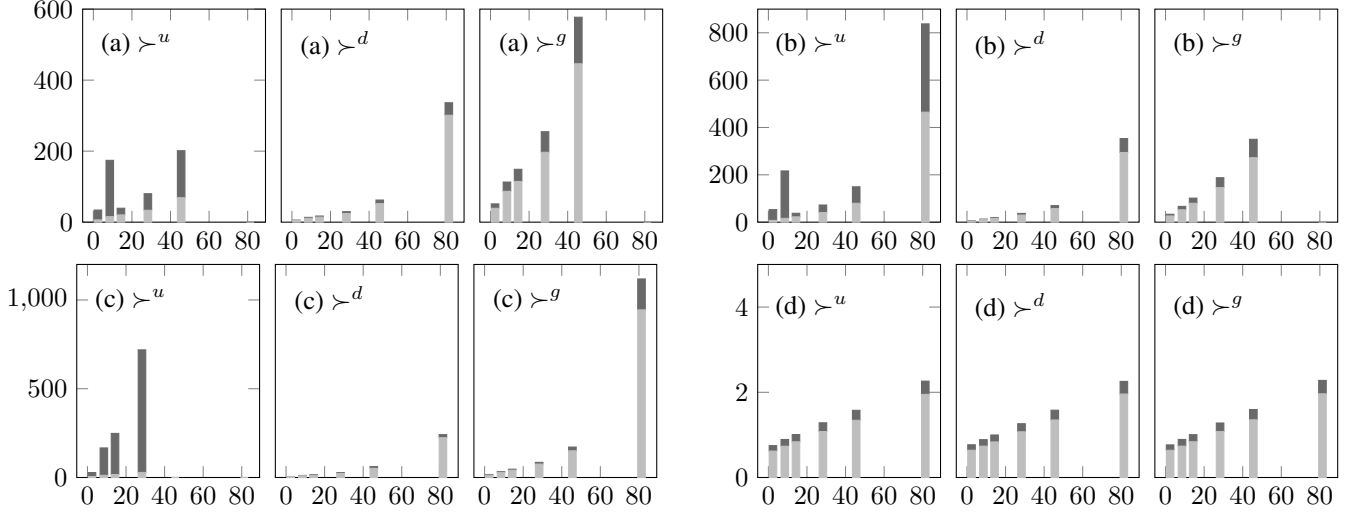 600
400
200
0
(a) ≻ᵘ
0 20 40 60 80
(a) ≻ᵈ
0 20 40 60 80
(a) ≻ᵍ
0 20 40 60 80
800
600
400
200
0
(b) ≻ᵘ
0 20 40 60 80
(b) ≻ᵈ
0 20 40 60 80
(b) ≻ᵍ
0 20 40 60 80
1,000
500
0
(c) ≻ᵘ
0 20 40 60 80
(c) ≻ᵈ
0 20 40 60 80
(c) ≻ᵍ
0 20 40 60 80
4
2
0
(d) ≻ᵘ
0 20 40 60 80
(d) ≻ᵈ
0 20 40 60 80
(d) ≻ᵍ
0 20 40 60 80